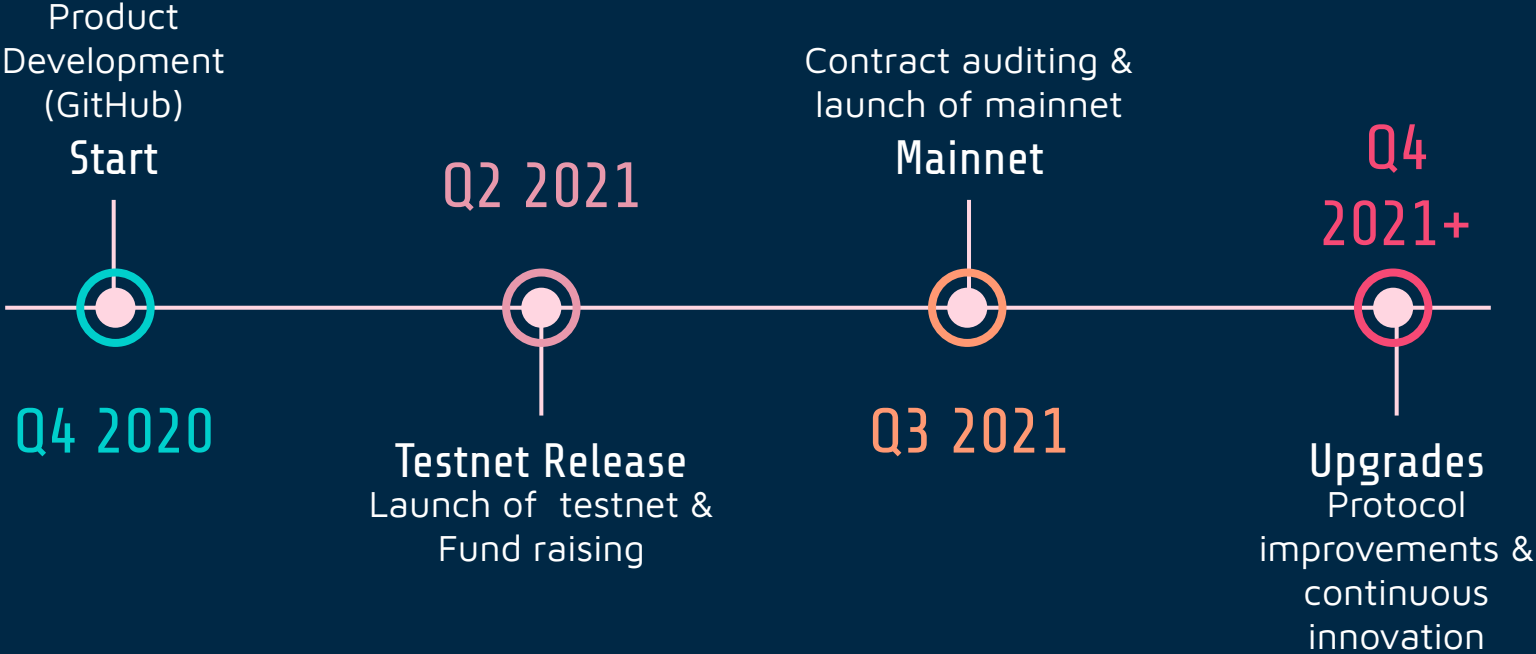 Product
Development
(GitHub)
Start
Q4 2020
Q2 2021
Testnet Release
Launch of  testnet &
Fund raising
Contract auditing &
launch of mainnet
Mainnet
Q3 2021
Q4
2021+
Upgrades
Protocol
improvements &
continuous
innovation